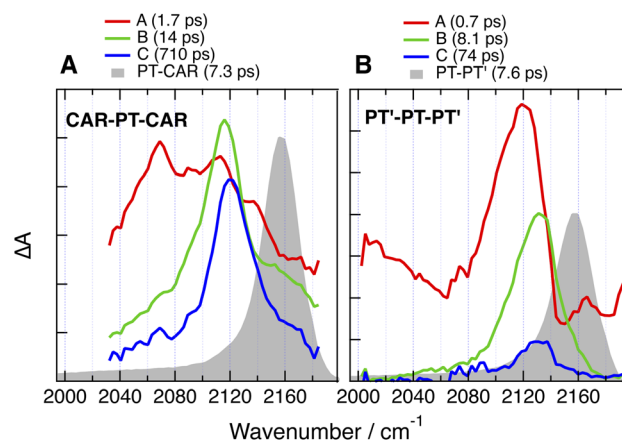 A (1.7 ps)
B (14 ps)
C (710 ps)
PT-CAR (7.3 ps)
A
CAR-PT-CAR
A (0.7 ps)
B (8.1 ps)
C (74 ps)
PT-PT' (7.6 ps)
B
PT'-PT-PT'
ΔA
2000 2040 2080 2120 2160
2000 2040 2080 2120 2160
Wavenumber / cm⁻¹